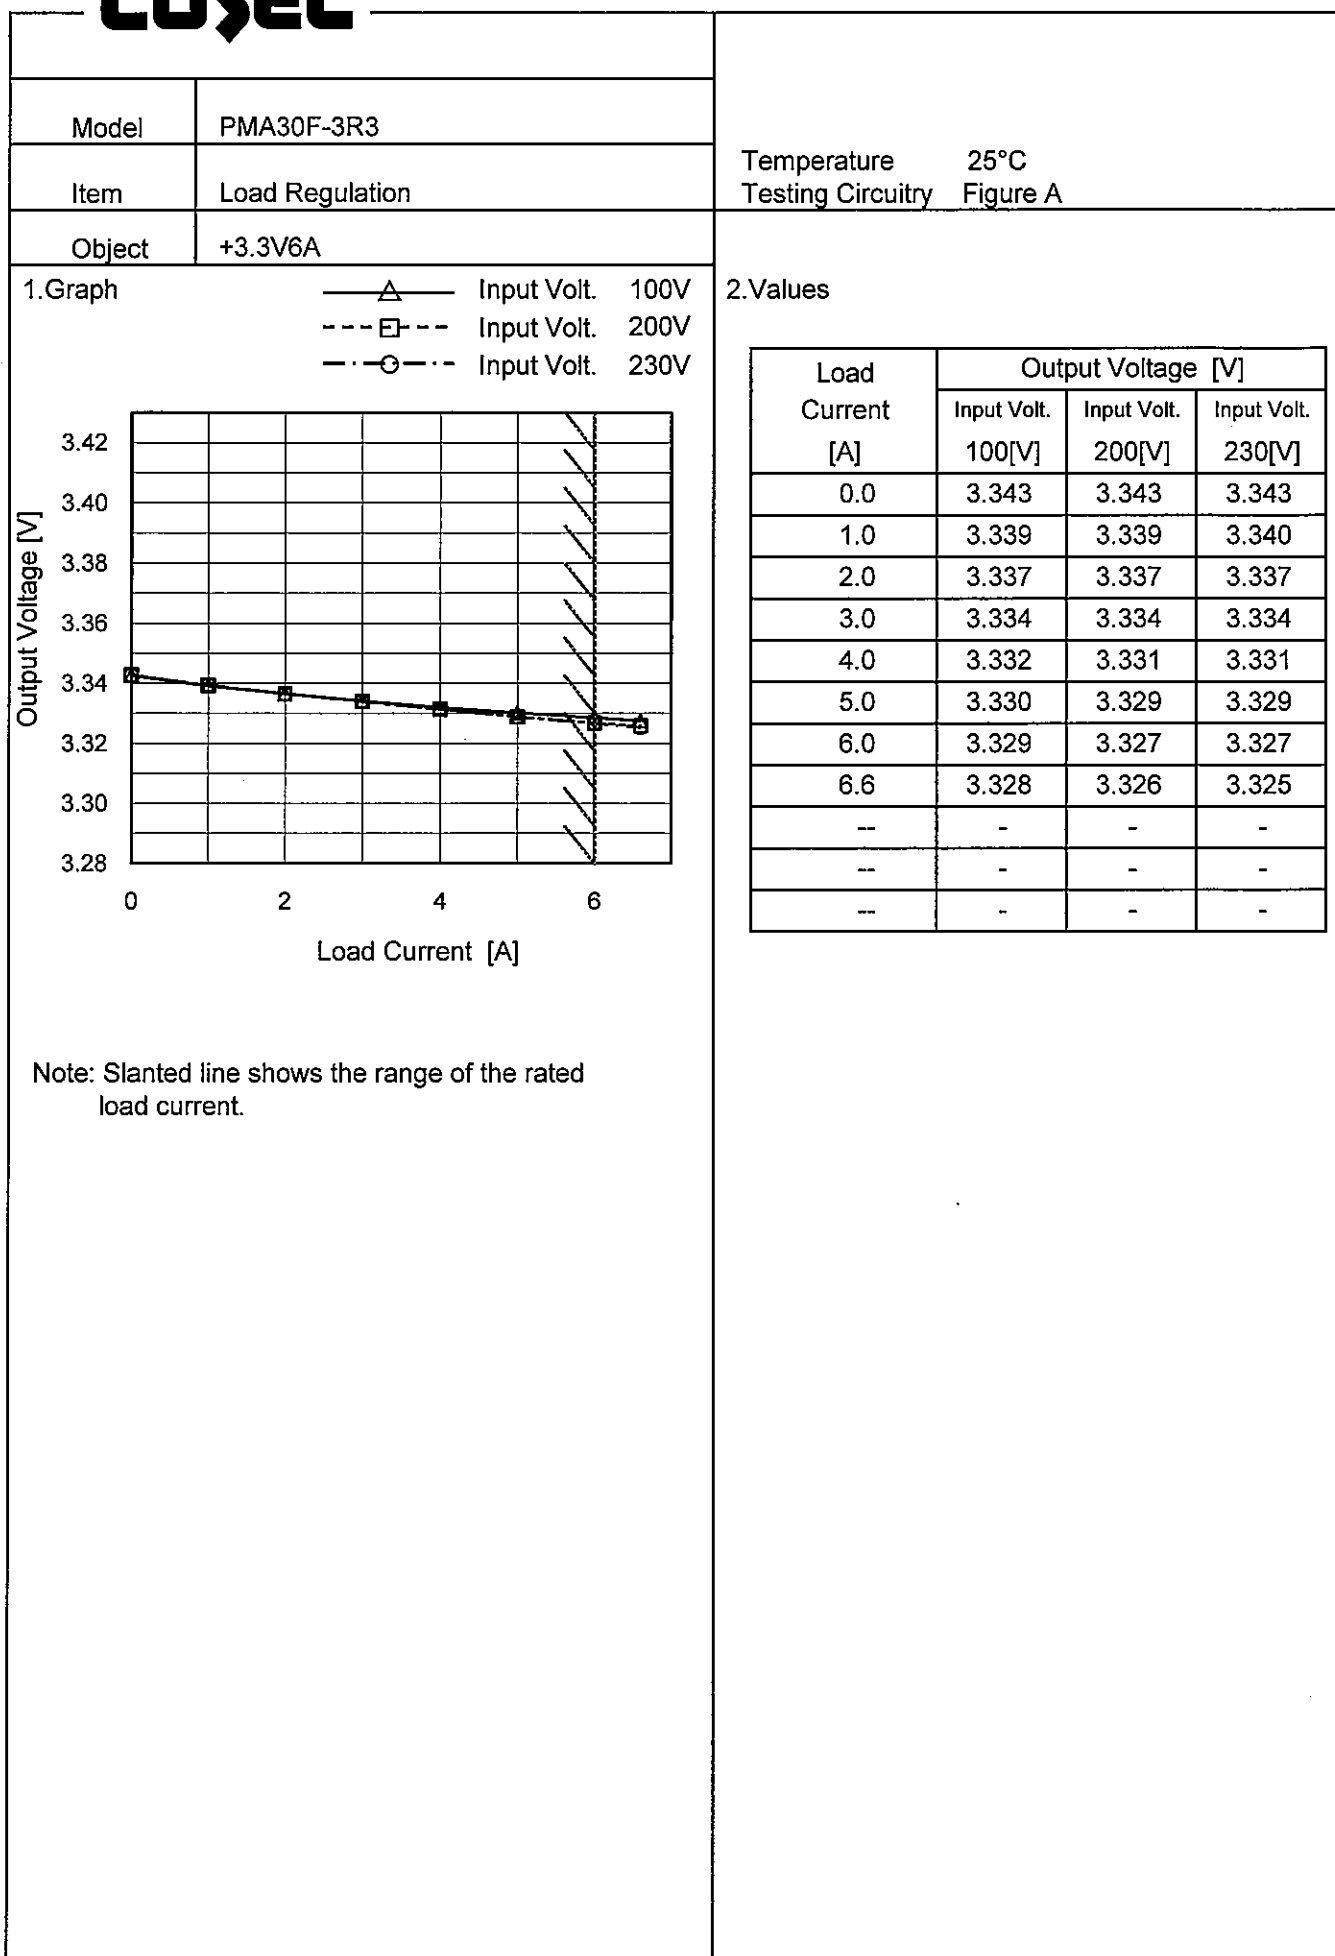 COSEL
Model PMA30F-3R3
Item Load Regulation
Object +3.3V6A
Temperature 25°C
Testing Circuitry Figure A
1.Graph
Input Volt. 100V
Input Volt. 200V
Input Volt. 230V
Output Voltage [V]
3.42
3.40
3.38
3.36
3.34
3.32
3.30
3.28
0 2 4 6
Load Current [A]
Note: Slanted line shows the range of the rated
load current.
2.Values
Load Output Voltage [V]
Current Input Volt. Input Volt. Input Volt.
[A] 100[V] 200[V] 230[V]
0.0 3.343 3.343 3.343
1.0 3.339 3.339 3.340
2.0 3.337 3.337 3.337
3.0 3.334 3.334 3.334
4.0 3.332 3.331 3.331
5.0 3.330 3.329 3.329
6.0 3.329 3.327 3.327
6.6 3.328 3.326 3.325
-- - - -
-- - - -
-- - - -